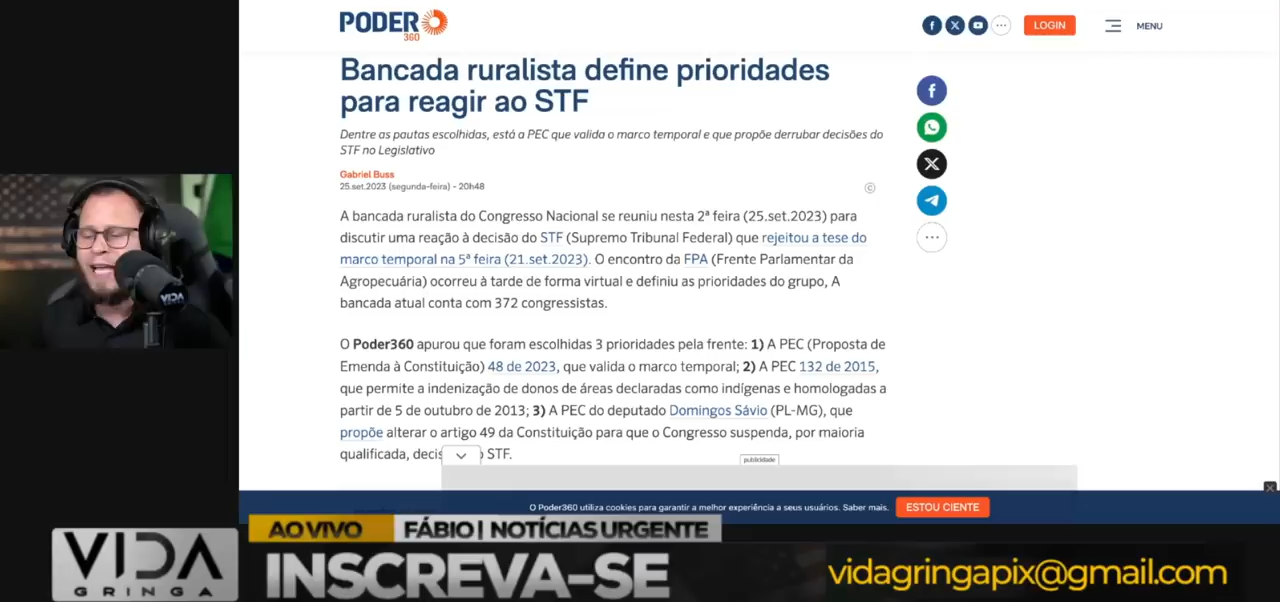 PODER
360
LOGIN
MENU
Bancada ruralista define prioridades
para reagir ao STF
Dentre as pautas escolhidas, está a PEC que valida o marco temporal e que propõe derrubar decisões do
STF no Legislativo
Gabriel Buss
25.set.2023 (segunda-feira) - 20h48
A bancada ruralista do Congresso Nacional se reuniu nesta 2ª feira (25.set.2023) para
discutir uma reação à decisão do STF (Supremo Tribunal Federal) que rejeitou a tese do
marco temporal na 5ª feira (21.set.2023). O encontro da FPA (Frente Parlamentar da
Agropecuária) ocorreu à tarde de forma virtual e definiu as prioridades do grupo, A
bancada atual conta com 372 congressistas.
O Poder360 apurou que foram escolhidas 3 prioridades pela frente: 1) A PEC (Proposta de
Emenda à Constituição) 48 de 2023, que valida o marco temporal; 2) A PEC 132 de 2015,
que permite a indenização de donos de áreas declaradas como indígenas e homologadas a
partir de 5 de outubro de 2013; 3) A PEC do deputado Domingos Sávio (PL-MG), que
propõe alterar o artigo 49 da Constituição para que o Congresso suspenda, por maioria
qualificada, STF.
publicidade
O Poder360 utiliza cookies para garantir a melhor experiência a seus usuários. Saber mais.
ESTOU CIENTE
VIDA
AO VIVO
FÁBIO | NOTÍCIAS URGENTE
VIDA
GRINGA
INSCREVA-SE
vidagringapix@gmail.com